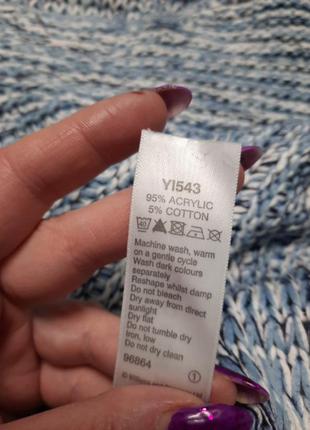 YI543
95% ACRYLIC
5% COTTON
40
Machine wash, warm
on a gentle cycle
Wash dark colours
separately
Reshape whilst damp
Do not bleach
Dry away from direct
sunlight
Dry flat
Do not tumble dry
Iron, low
Do not dry clean
96864
1
©